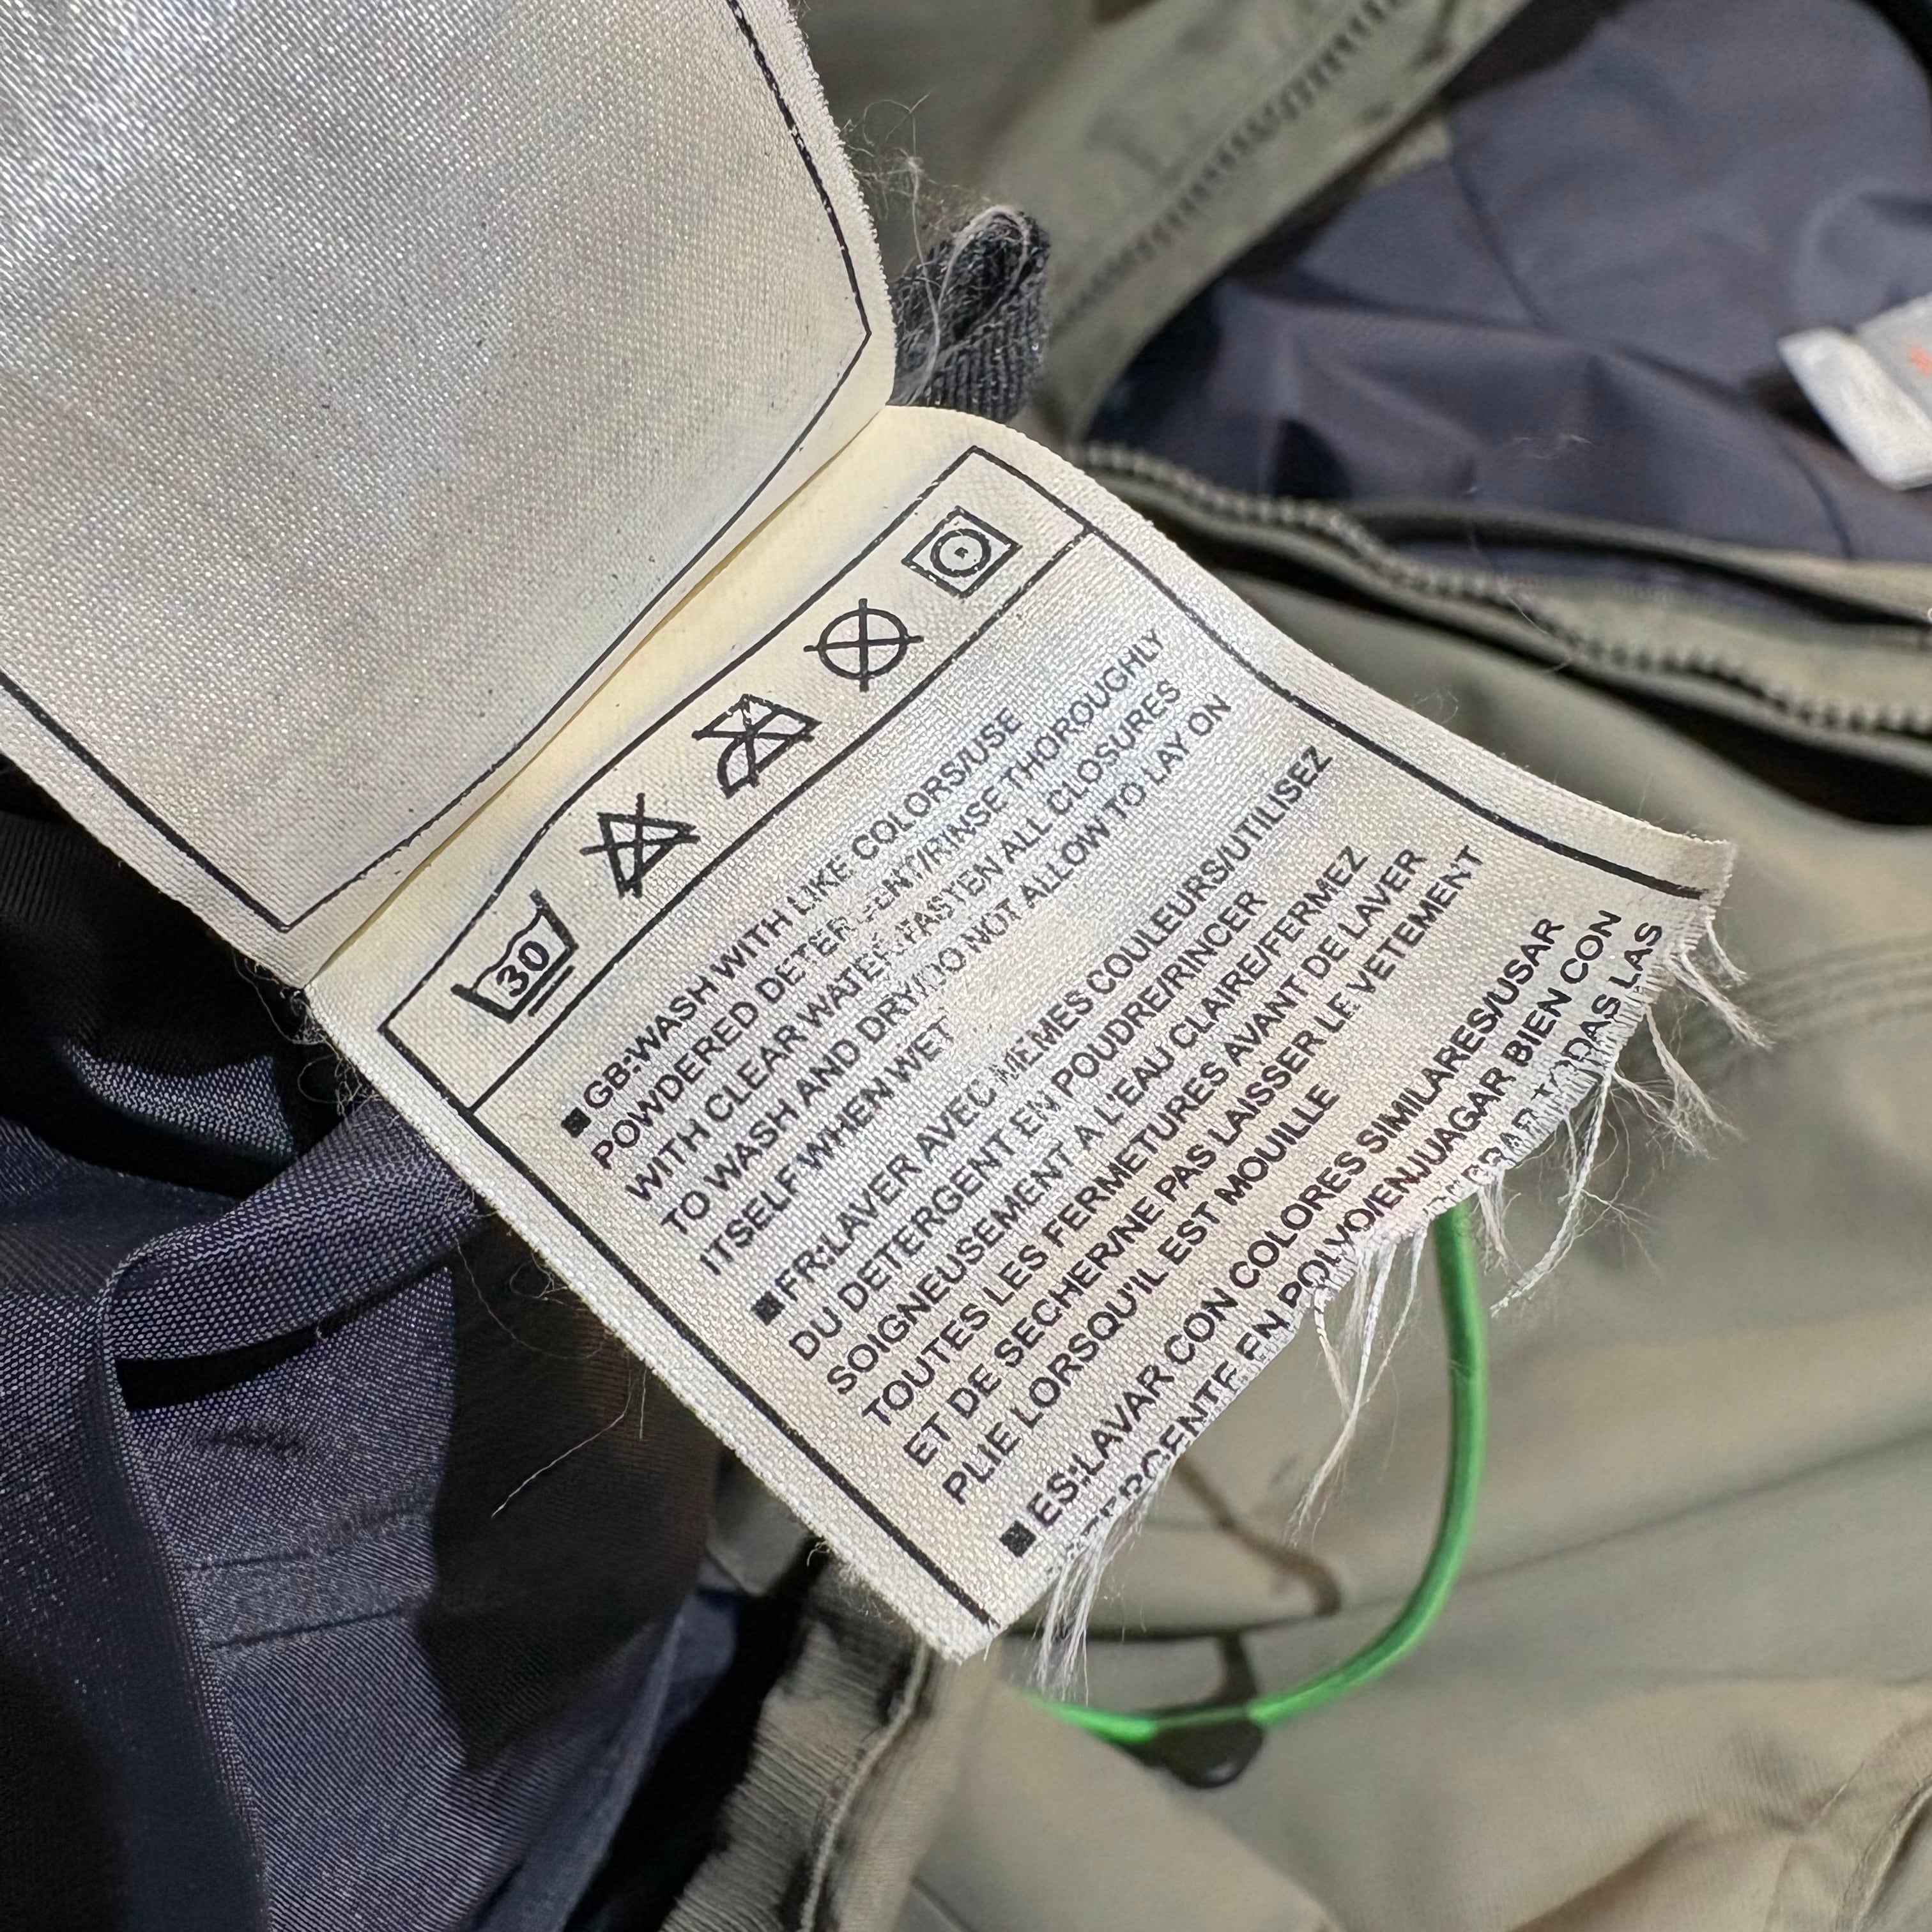 30
■GB:WASH WITH LIKE COLORS/USE
POWDERED DETERGENT/RINSE THOROUGHLY
WITH CLEAR WATER/FASTEN ALL CLOSURES
TO WASH AND DRY/DO NOT ALLOW TO LAY ON
ITSELF WHEN WET
■FR:LAVER AVEC MEMES COULEURS/UTILISEZ
DU DETERGENT EN POUDRE/RINCER
SOIGNEUSEMENT A L'EAU CLAIRE/FERMEZ
TOUTES LES FERMETURES AVANT DE LAVER
ET DE SECHER/NE PAS LAISSER LE VETEMENT
PLIE LORSQU'IL EST MOUILLE
■ES:LAVAR CON COLORES SIMILARES/USAR
EN POLVO/ENJUAGAR BIEN CON
TODAS LAS